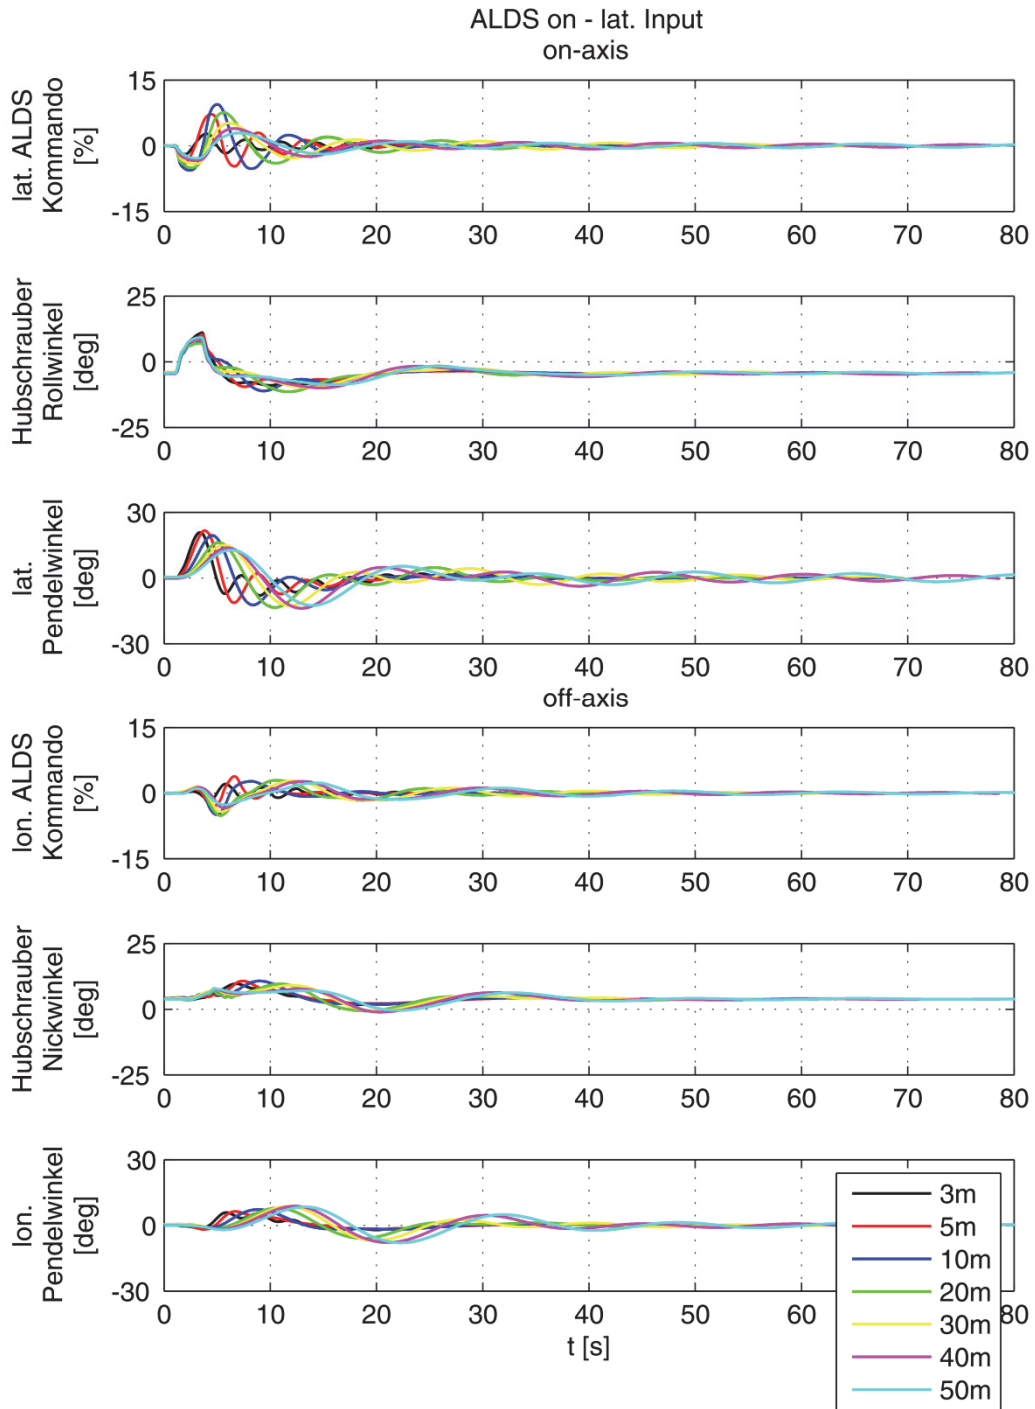 ALDS on - lat. Input
on-axis
lat. ALDS
Kommando
[%]
15
0
-15
0 10 20 30 40 50 60 70 80
Hubschrauber
Rollwinkel
[deg]
25
0
-25
0 10 20 30 40 50 60 70 80
lat.
Pendelwinkel
[deg]
30
0
-30
0 10 20 30 40 50 60 70 80
off-axis
lon. ALDS
Kommando
[%]
15
0
-15
0 10 20 30 40 50 60 70 80
Hubschrauber
Nickwinkel
[deg]
25
0
-25
0 10 20 30 40 50 60 70 80
lon.
Pendelwinkel
[deg]
30
0
-30
0 10 20 30 40 50 60 80
t [s]
3m
5m
10m
20m
30m
40m
50m